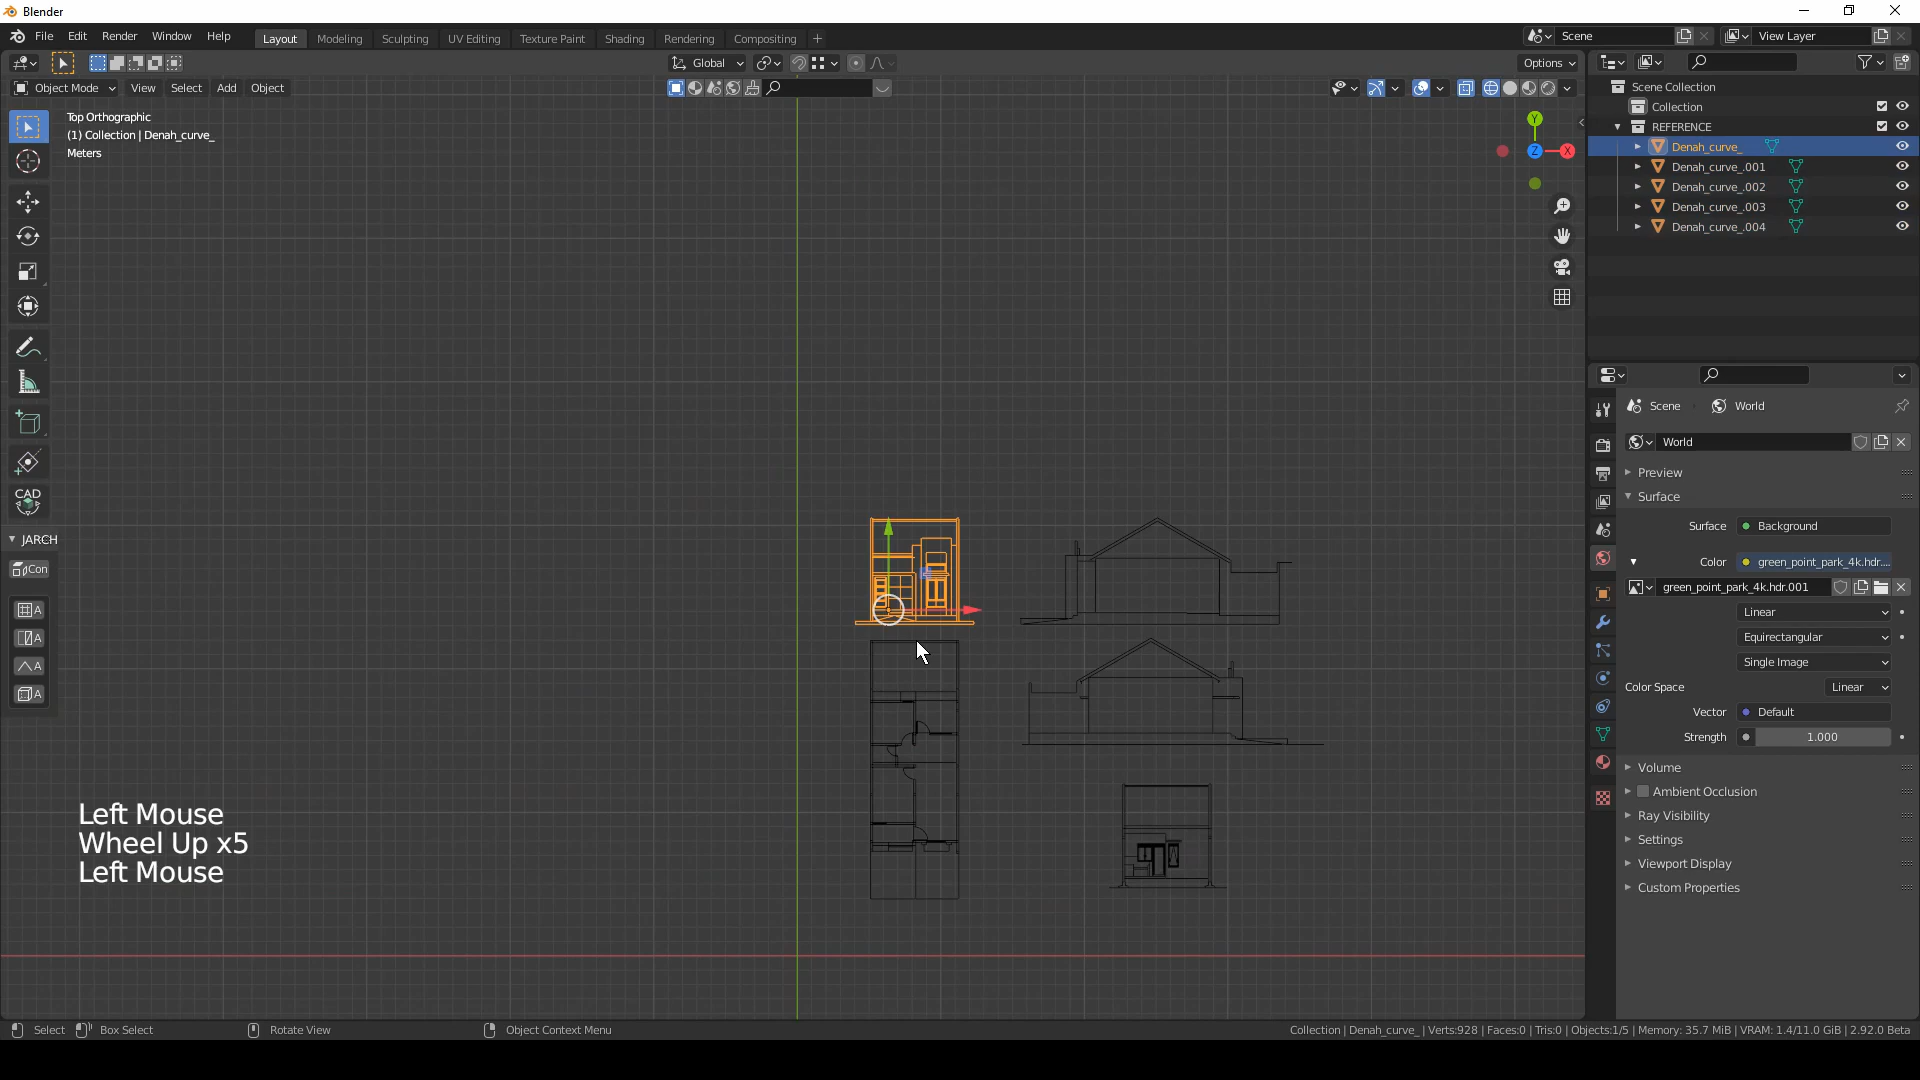 Blender
File Edit Render Window Help Layout Modeling Sculpting UV Editing Texture Paint Shading Rendering Compositing + Scene View Layer
Global Options
Object Mode View Select Add Object
Top Orthographic
(1) Collection | Denah_curve_
Meters
Y
Z
X
Scene Collection
Collection
REFERENCE
Denah_curve_
Denah_curve_.001
Denah_curve_.002
Denah_curve_.003
Denah_curve_.004
CAD
JARCH
Con
A
A
A
A
Scene World
World
Preview
Surface
Surface Background
Color green_point_park_4k.hdr....
green_point_park_4k.hdr.001
Linear
Equirectangular
Single Image
Color Space Linear
Vector Default
Strength 1.000
Volume
Ambient Occlusion
Ray Visibility
Settings
Viewport Display
Custom Properties
Left Mouse
Wheel Up x5
Left Mouse
Select Box Select Rotate View Object Context Menu Collection | Denah_curve_ | Verts:928 | Faces:0 | Tris:0 | Objects:1/5 | Memory: 35.7 MiB | VRAM: 1.4/11.0 GiB | 2.92.0 Beta